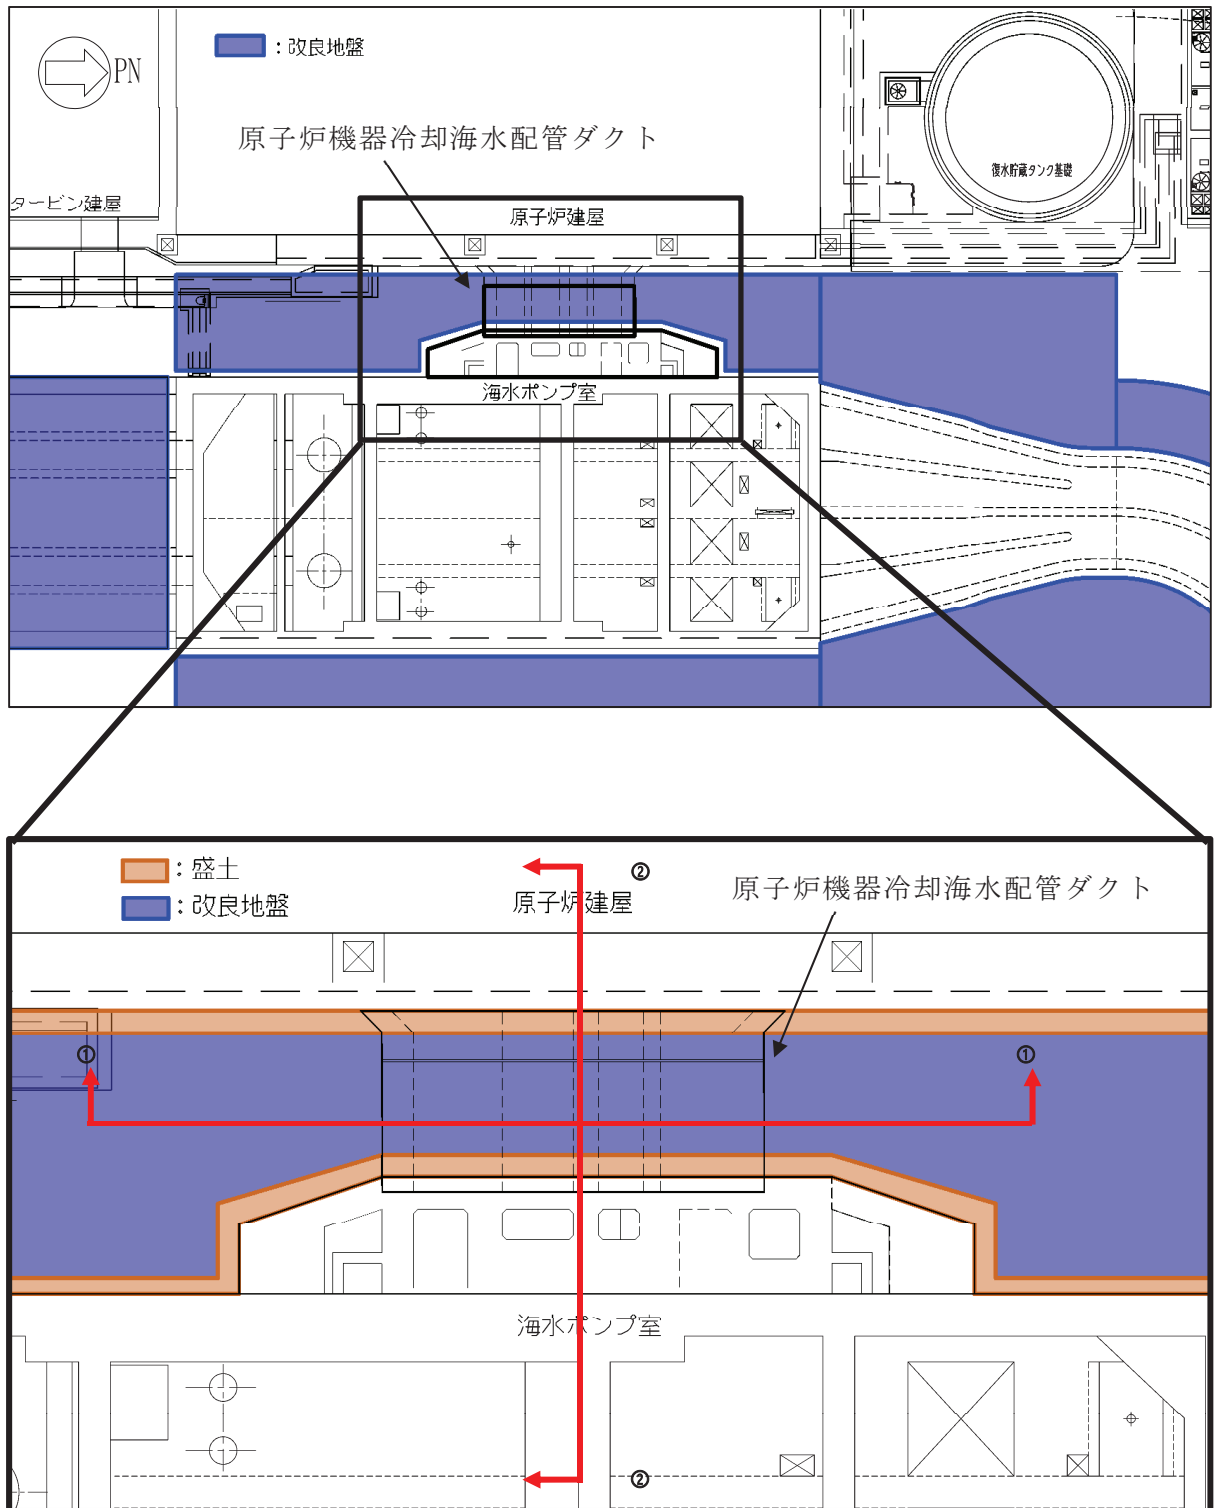 PN
：改良地盤
原子炉機器冷却海水配管ダクト
復水貯蔵タンク基礎
タービン建屋
原子炉建屋
海水ポンプ室
：盛土
：改良地盤
②
原子炉建屋
原子炉機器冷却海水配管ダクト
①
①
海水ポンプ室
②